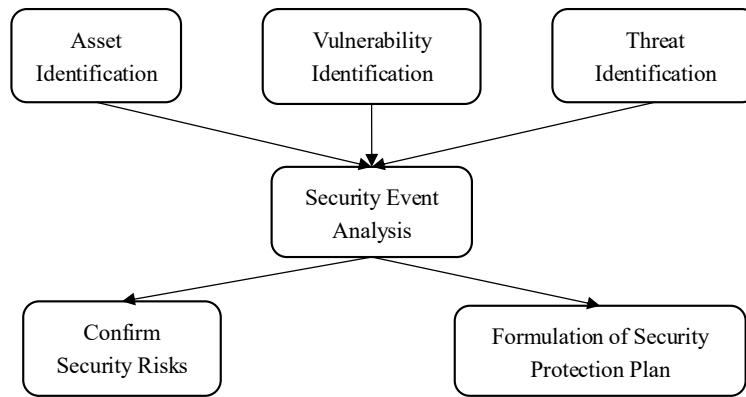 Asset
Identification
Vulnerability
Identification
Threat
Identification
Security Event
Analysis
Confirm
Security Risks
Formulation of Security
Protection Plan